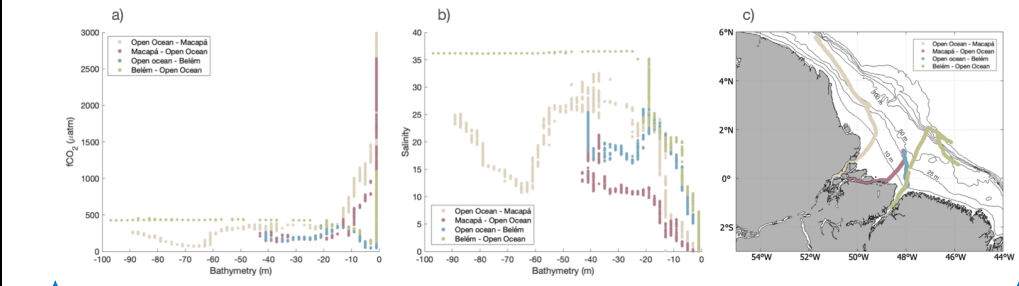 a)
3000
2500
2000
1500
1000
500
0
fCO2 (μatm)
Open Ocean - Macapá
Macapá - Open Ocean
Open ocean - Belém
Belém - Open Ocean
-100 -90 -80 -70 -60 -50 -40 -30 -20 -10 0
Bathymetry (m)
b)
40
35
30
25
20
15
10
5
0
Salinity
Open Ocean - Macapá
Macapá - Open Ocean
Open ocean - Belém
Belém - Open Ocean
-100 -90 -80 -70 -60 -50 -40 -30 -20 -10 0
Bathymetry (m)
c)
6°N
4°N
2°N
0°
2°S
Open Ocean - Macapá
Macapá - Open Ocean
Open ocean - Belém
Belém - Open Ocean
50 m
10 m
25 m
54°W 52°W 50°W 48°W 46°W 44°W